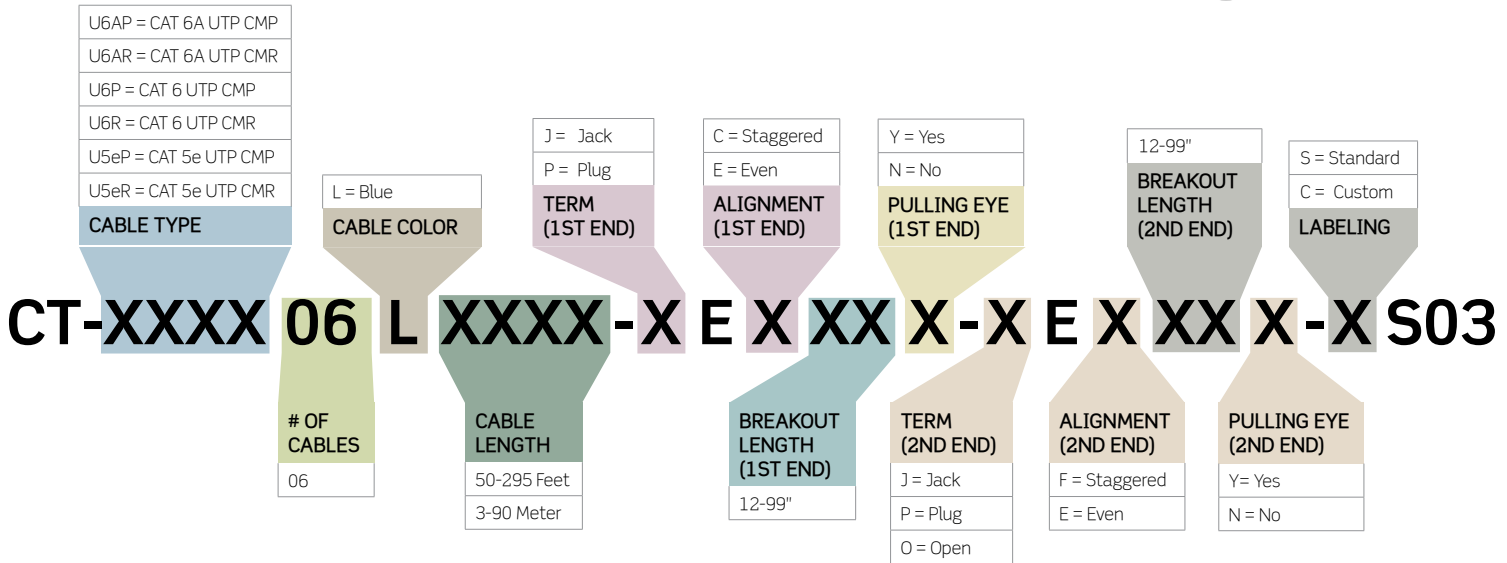 U6AP = CAT 6A UTP CMP
U6AR = CAT 6A UTP CMR
U6P = CAT 6 UTP CMP
U6R = CAT 6 UTP CMR
U5eP = CAT 5e UTP CMP
U5eR = CAT 5e UTP CMR
CABLE TYPE
L = Blue
CABLE COLOR
J = Jack
P = Plug
TERM
(1ST END)
C = Staggered
E = Even
ALIGNMENT
(1ST END)
Y = Yes
N = No
PULLING EYE
(1ST END)
12-99"
BREAKOUT
LENGTH
(2ND END)
S = Standard
C = Custom
LABELING
CT-XXXX 06 L XXXX-X E X XX X-X E X XX X-X S03
# OF
CABLES
06
CABLE
LENGTH
50-295 Feet
3-90 Meter
BREAKOUT
LENGTH
(1ST END)
12-99"
TERM
(2ND END)
J = Jack
P = Plug
O = Open
ALIGNMENT
(2ND END)
F = Staggered
E = Even
PULLING EYE
(2ND END)
Y= Yes
N = No